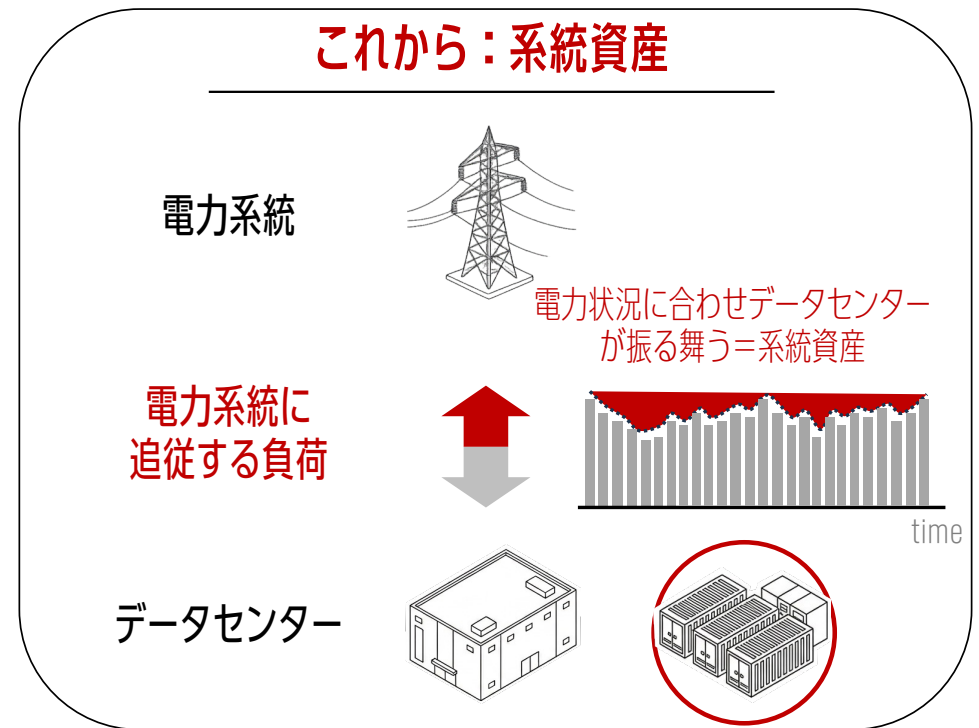 これから：系統資産
電力系統
電力状況に合わせデータセンター
が振る舞う＝系統資産
電力系統に
追従する負荷
time
データセンター